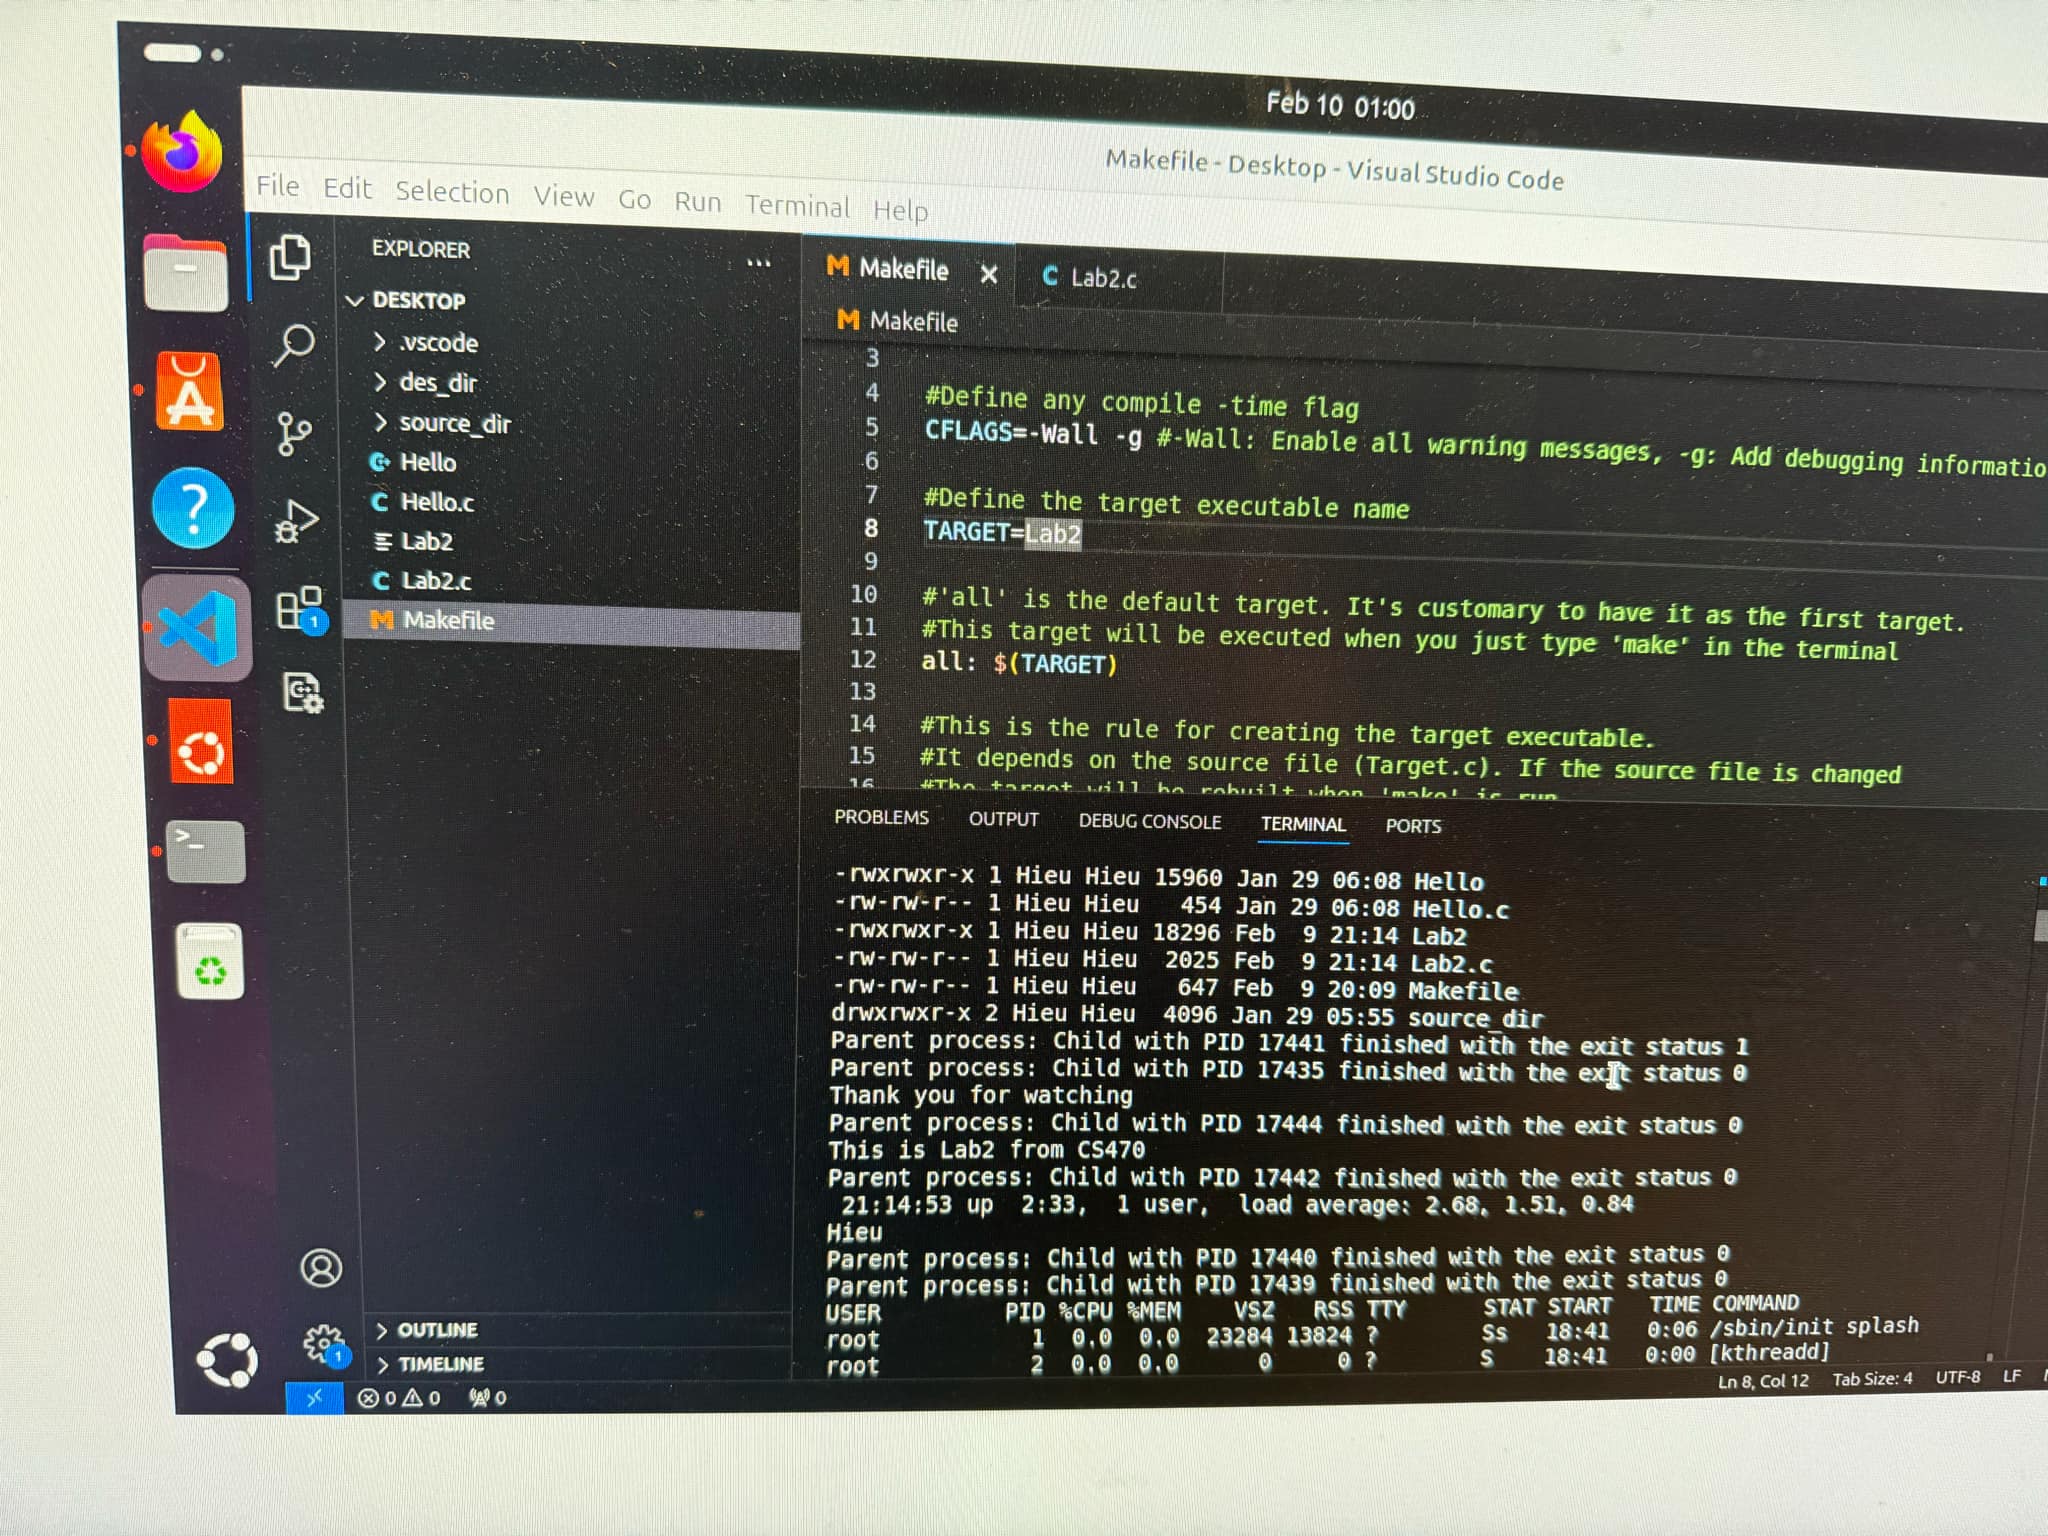 Feb 10 01:00
Makefile - Desktop - Visual Studio Code
File Edit Selection View Go Run Terminal Help
EXPLORER
DESKTOP
.vscode
des_dir
source_dir
Hello
C Hello.c
Lab2
C Lab2.c
M Makefile
OUTLINE
TIMELINE
M Makefile
C Lab2.c
M Makefile
3
4 #Define any compile -time flag
5 CFLAGS=-Wall -g #-Wall: Enable all warning messages, -g: Add debugging informatio
6
7 #Define the target executable name
8 TARGET=Lab2
9
10 #'all' is the default target. It's customary to have it as the first target.
11 #This target will be executed when you just type 'make' in the terminal
12 all: $(TARGET)
13
14 #This is the rule for creating the target executable.
15 #It depends on the source file (Target.c). If the source file is changed
16 #The target will be rebuilt when 'make' is run
PROBLEMS OUTPUT DEBUG CONSOLE TERMINAL PORTS
-rwxrwxr-x 1 Hieu Hieu 15960 Jan 29 06:08 Hello
-rw-rw-r-- 1 Hieu Hieu 454 Jan 29 06:08 Hello.c
-rwxrwxr-x 1 Hieu Hieu 18296 Feb 9 21:14 Lab2
-rw-rw-r-- 1 Hieu Hieu 2025 Feb 9 21:14 Lab2.c
-rw-rw-r-- 1 Hieu Hieu 647 Feb 9 20:09 Makefile
drwxrwxr-x 2 Hieu Hieu 4096 Jan 29 05:55 source_dir
Parent process: Child with PID 17441 finished with the exit status 1
Parent process: Child with PID 17435 finished with the exit status 0
Thank you for watching
Parent process: Child with PID 17444 finished with the exit status 0
This is Lab2 from CS470
Parent process: Child with PID 17442 finished with the exit status 0
21:14:53 up 2:33, 1 user, load average: 2.68, 1.51, 0.84
Hieu
Parent process: Child with PID 17440 finished with the exit status 0
Parent process: Child with PID 17439 finished with the exit status 0
USER PID %CPU %MEM VSZ RSS TTY STAT START TIME COMMAND
root 1 0.0 0.0 23284 13824 ? Ss 18:41 0:06 /sbin/init splash
root 2 0.0 0.0 0 0 ? S 18:41 0:00 [kthreadd]
0 0 0
Ln 8, Col 12 Tab Size: 4 UTF-8 LF